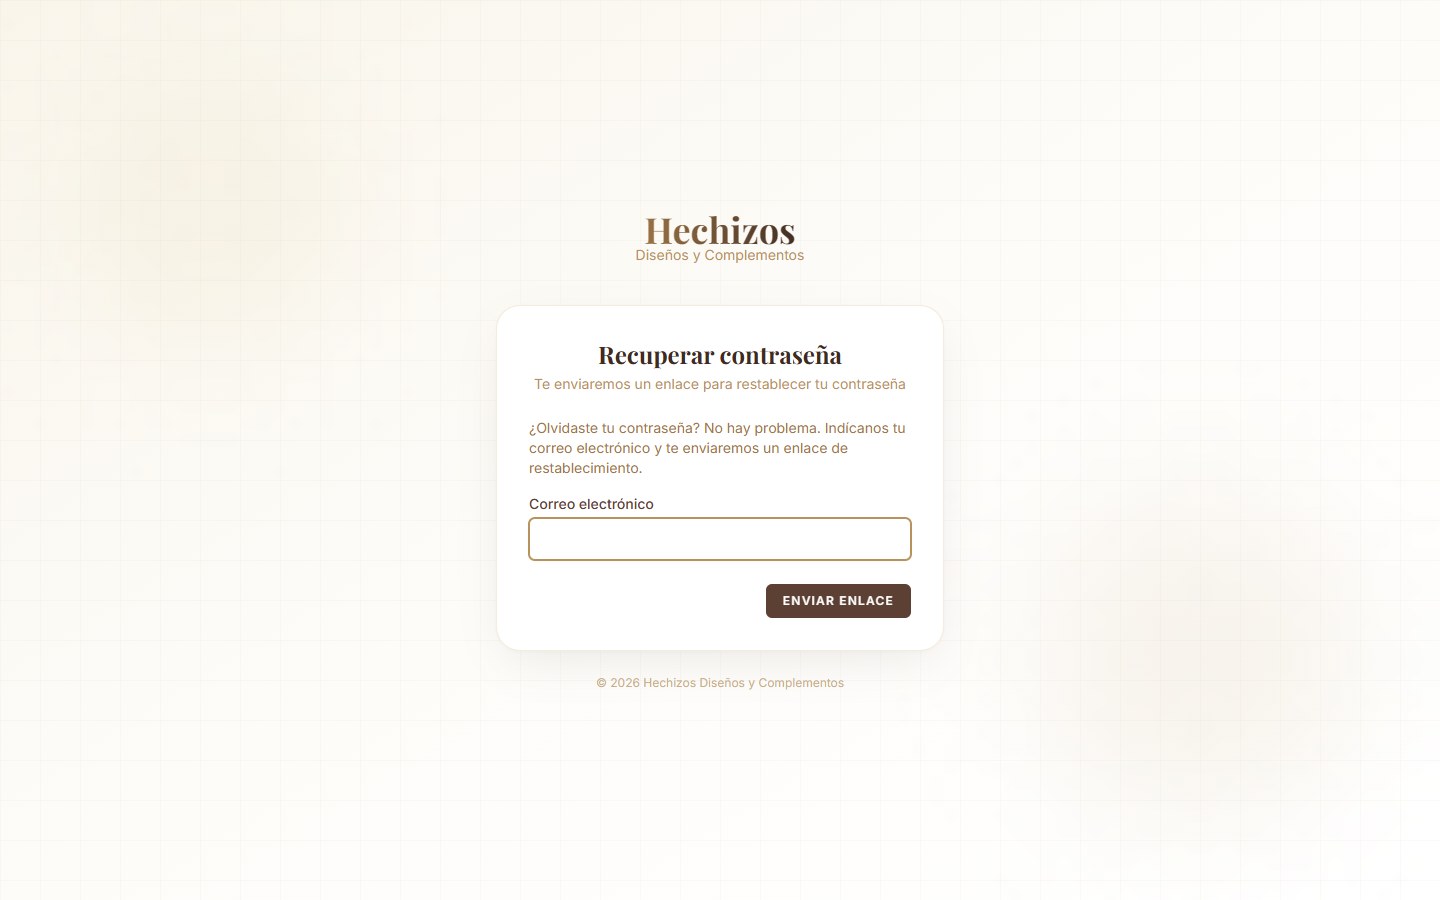 Hechizos
Diseños y Complementos
Recuperar contraseña
Te enviaremos un enlace para restablecer tu contraseña
¿Olvidaste tu contraseña? No hay problema. Indícanos tu
correo electrónico y te enviaremos un enlace de
restablecimiento.
Correo electrónico
ENVIAR ENLACE
© 2026 Hechizos Diseños y Complementos